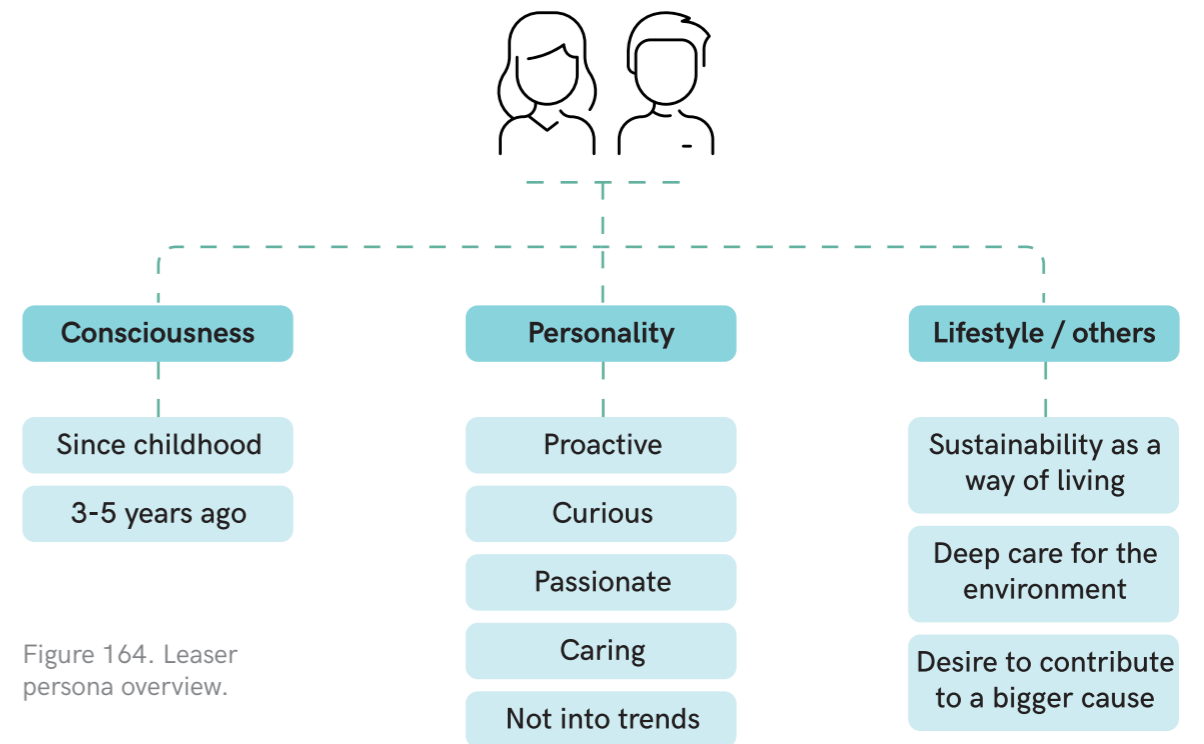 Consciousness
Since childhood
3-5 years ago
Personality
Proactive
Curious
Passionate
Caring
Not into trends
Lifestyle / others
Sustainability as a
way of living
Deep care for the
environment
Desire to contribute
to a bigger cause
Figure 164. Leaser
persona overview.